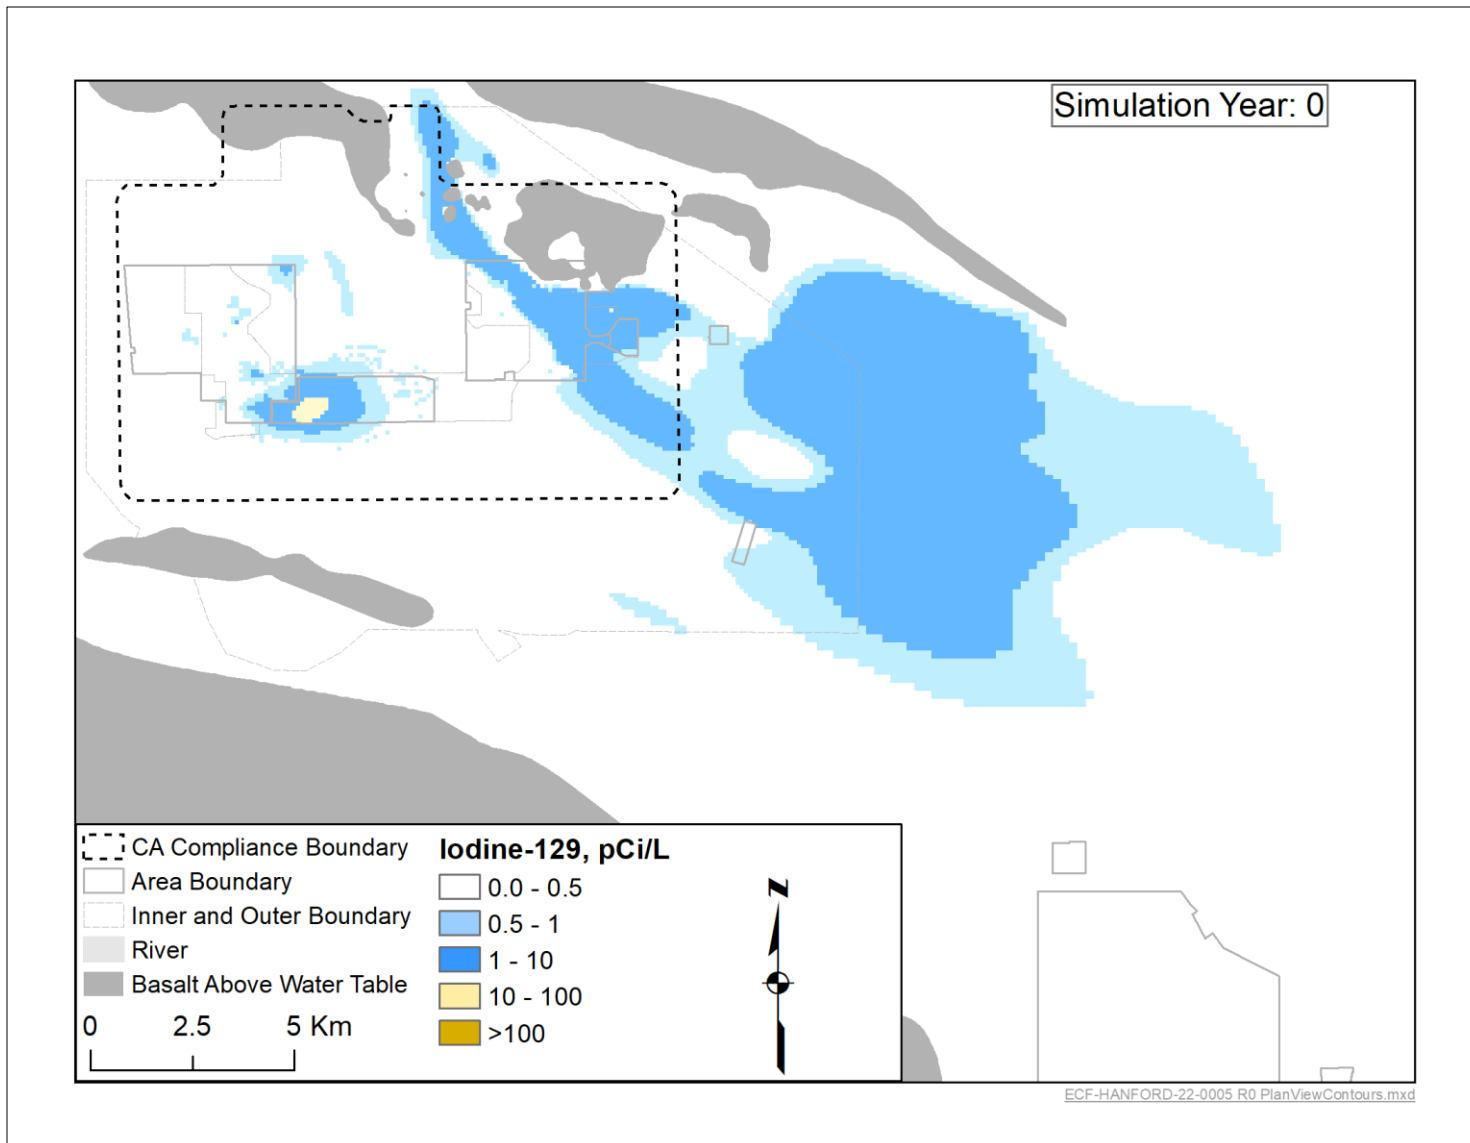 Simulation Year: 0
CA Compliance Boundary
Area Boundary
Inner and Outer Boundary
River
Basalt Above Water Table
0 2.5 5 Km
Iodine-129, pCi/L
0.0 - 0.5
0.5 - 1
1 - 10
10 - 100
>100
N
ECF-HANFORD-22-0005 R0 PlanViewContours.mxd